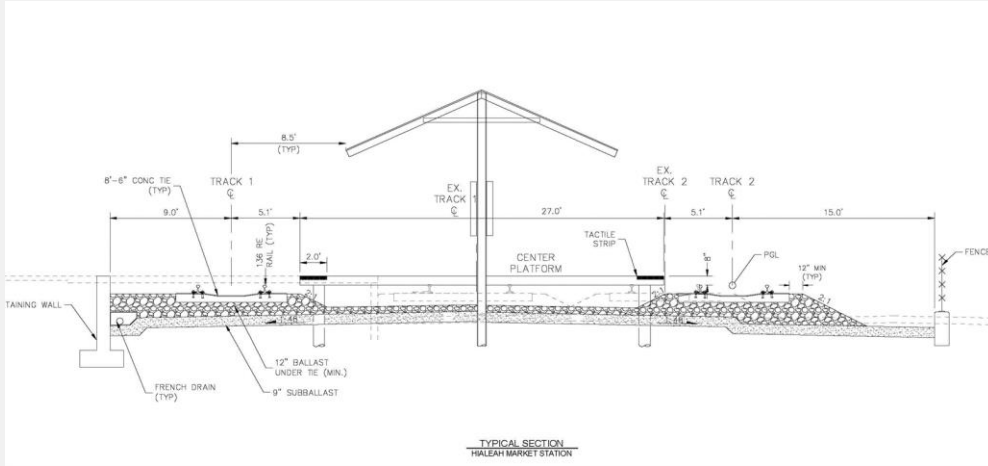 8.5'
(TYP)
8'-6" CONC TIE
(TYP)
TRACK 1
℄
EX.
TRACK 1
℄
EX.
TRACK 2
℄
TRACK 2
℄
9.0'
5.1'
27.0'
5.1'
15.0'
136 RE
RAIL (TYP)
2.0'
TACTILE
STRIP
CENTER
PLATFORM
8"
PGL
12" MIN
(TYP)
FENCE
2:1
TAINING WALL
12" BALLAST
UNDER TIE (MIN.)
FRENCH DRAIN
(TYP)
9" SUBBALLAST
TYPICAL SECTION
HIALEAH MARKET STATION